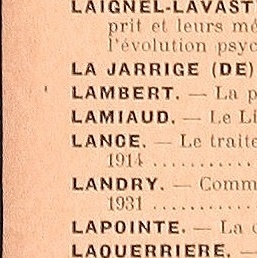 LAIGNEL-LAVAST
prit et leurs mé
l'évolution psyc
LA JARRIGE (DE)
LAMBERT. — La p
LAMIAUD. — Le Li
LANCE. — Le traite
1914 ..........
LANDRY. — Comm
1931 ..........
LAPOINTE. — La c
LAQUERRIERE. —